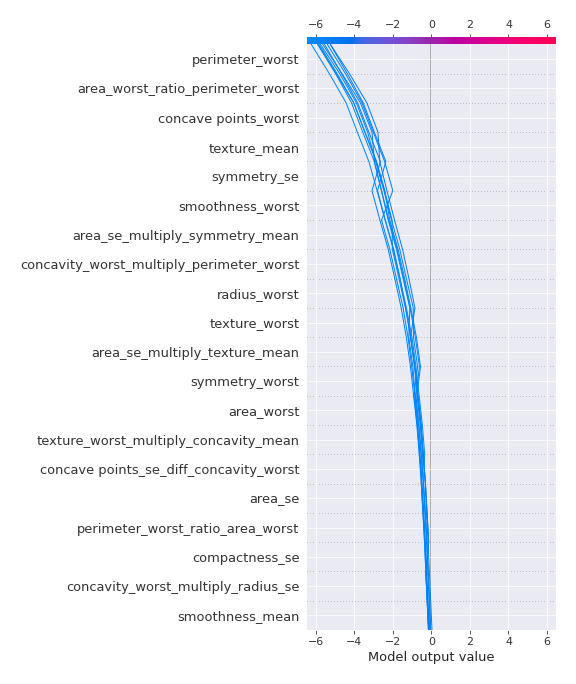 −6 −4 −2 0 2 4 6
perimeter_worst
area_worst_ratio_perimeter_worst
concave points_worst
texture_mean
symmetry_se
smoothness_worst
area_se_multiply_symmetry_mean
concavity_worst_multiply_perimeter_worst
radius_worst
texture_worst
area_se_multiply_texture_mean
symmetry_worst
area_worst
texture_worst_multiply_concavity_mean
concave points_se_diff_concavity_worst
area_se
perimeter_worst_ratio_area_worst
compactness_se
concavity_worst_multiply_radius_se
smoothness_mean
−6 −4 −2 0 2 4 6
Model output value